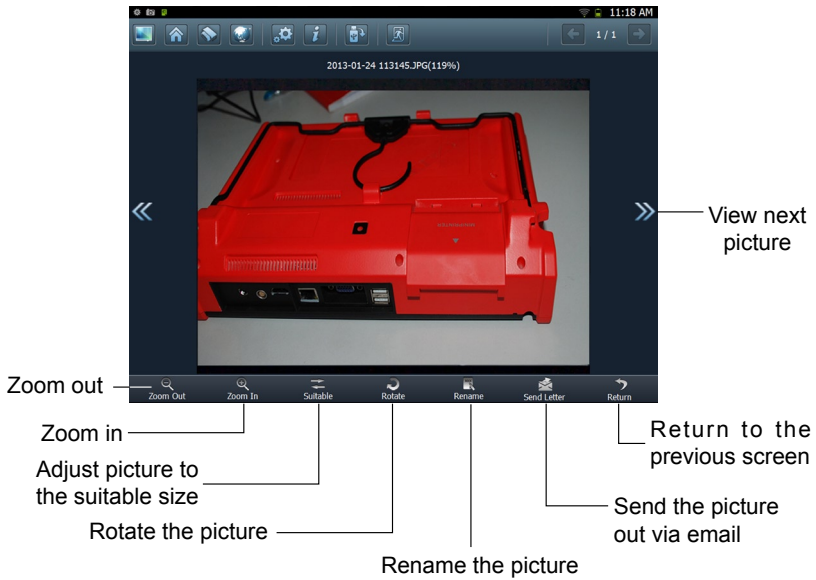 11:18 AM
1 / 1
2013-01-24 113145.JPG(119%)
View next
picture
Zoom Out
Zoom In
Suitable
Rotate
Rename
Send Letter
Return
Zoom out
Zoom in
Adjust picture to
the suitable size
Rotate the picture
Rename the picture
Send the picture
out via email
Return to the
previous screen